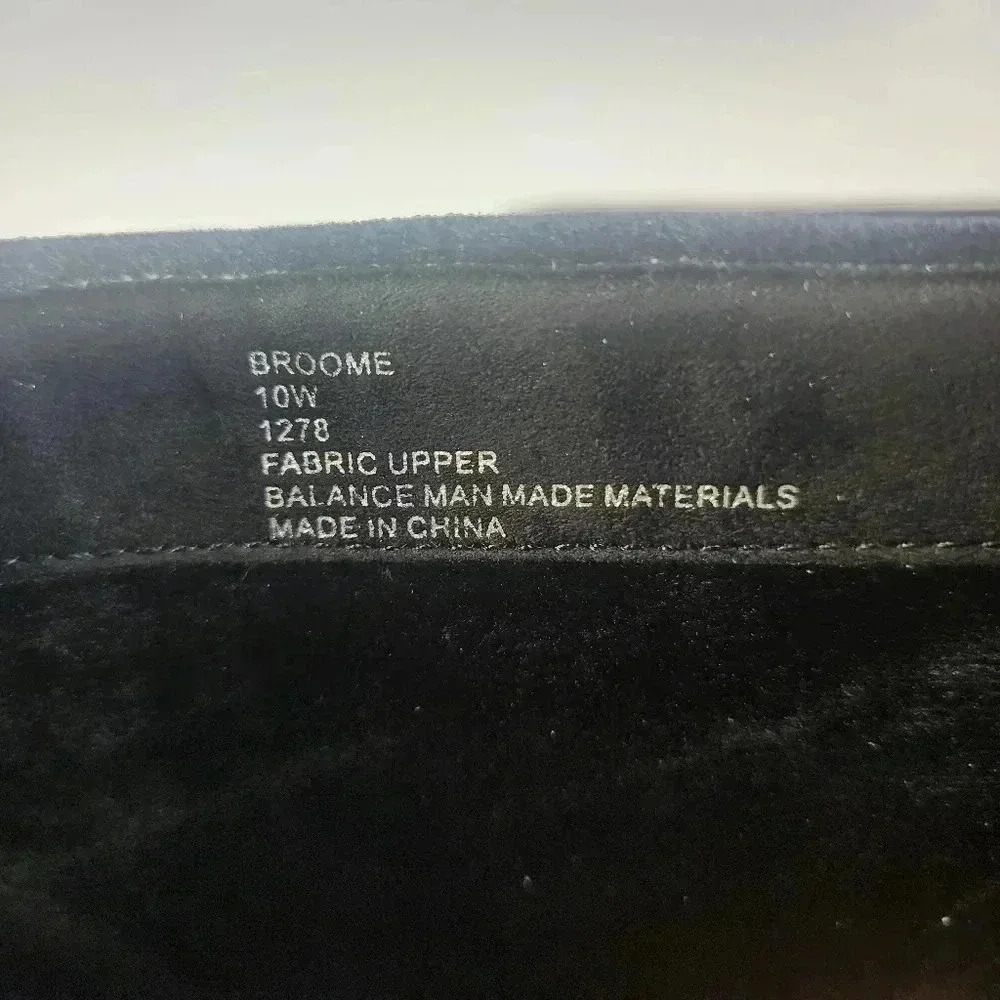 BROOME
10W
1278
FABRIC UPPER
BALANCE MAN MADE MATERIALS
MADE IN CHINA